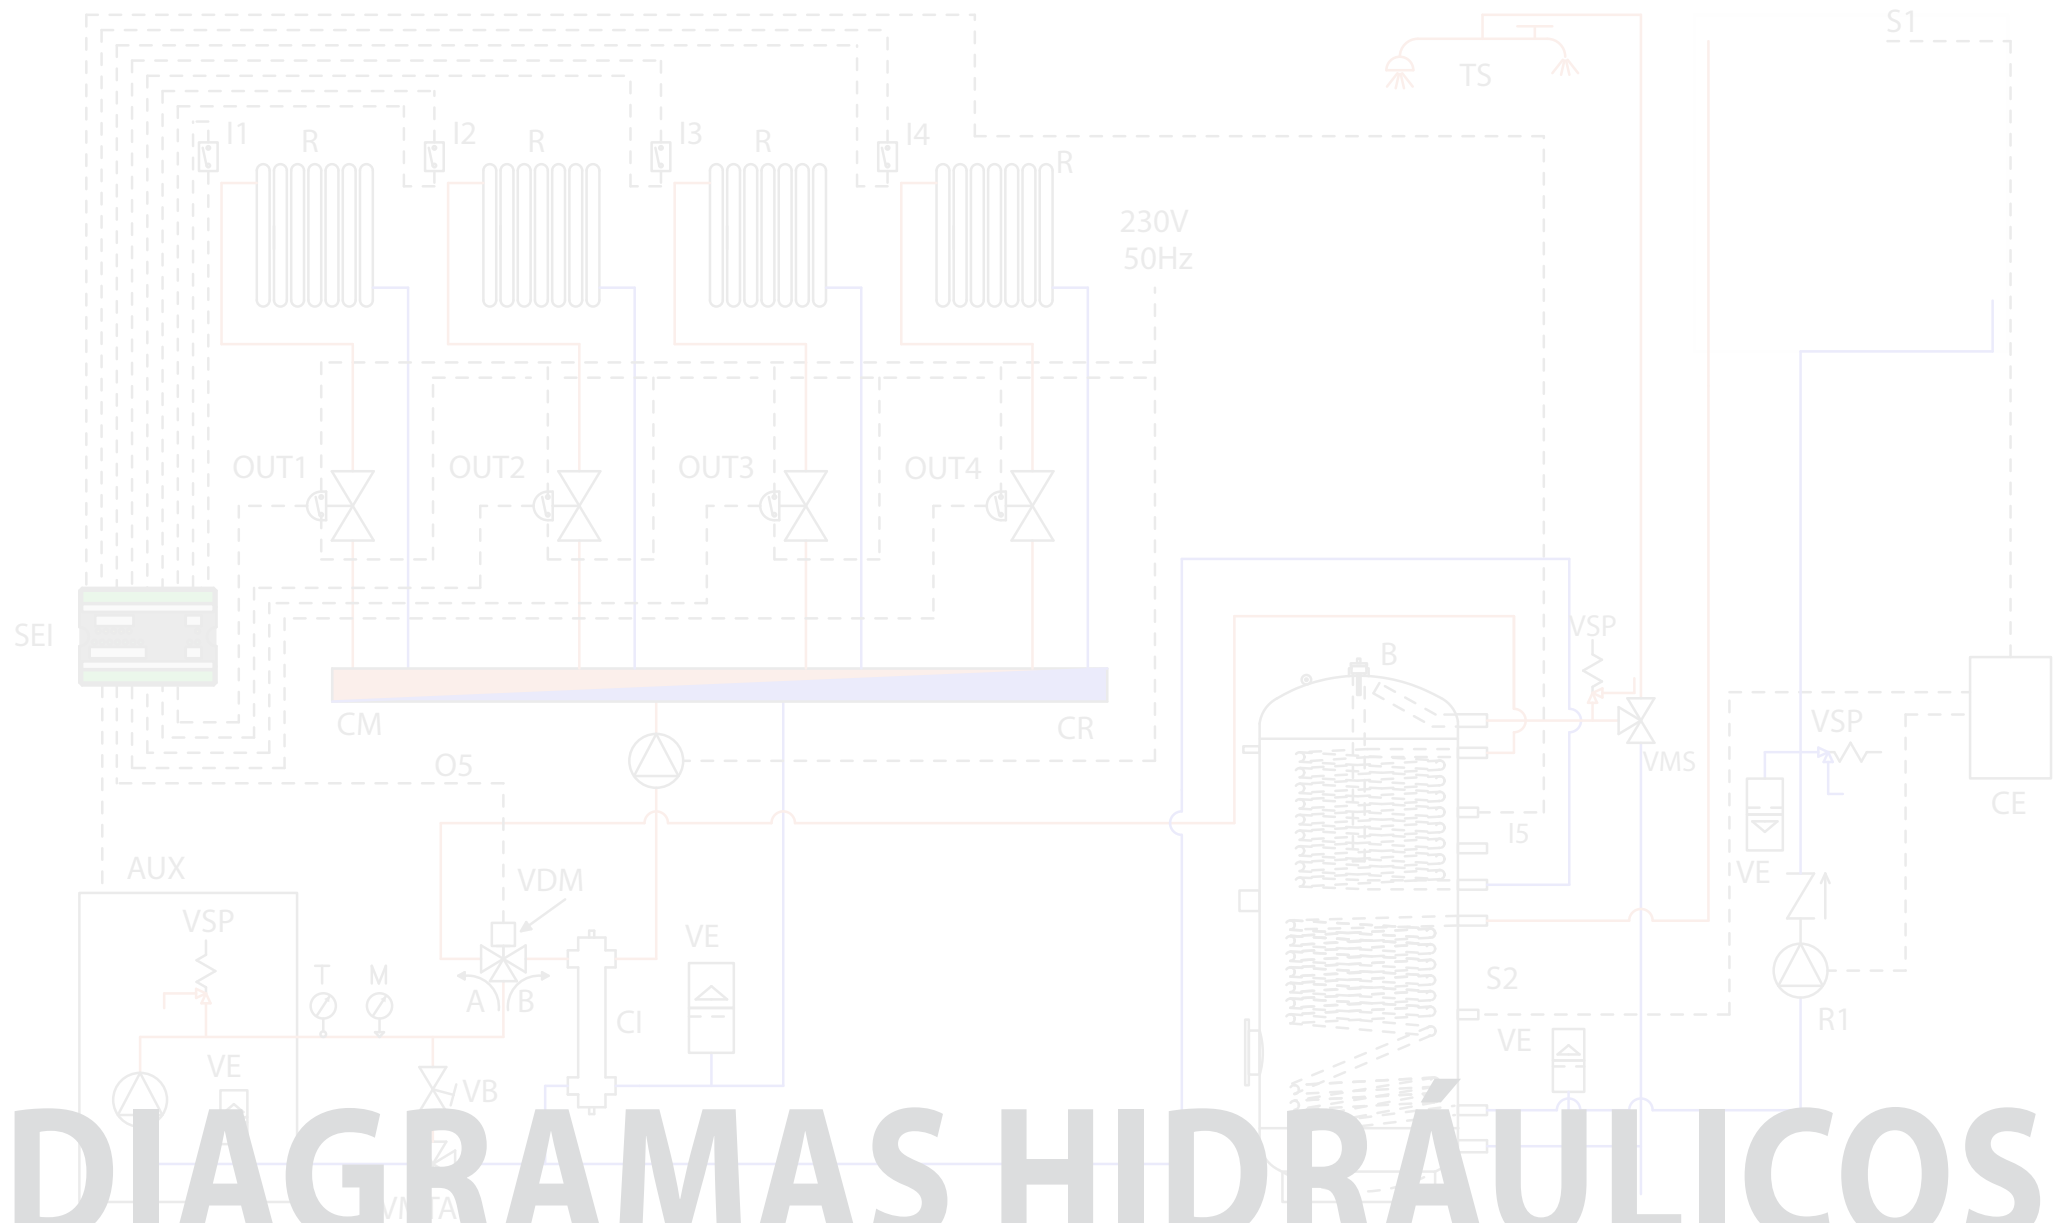 S1
TS
I1
R
I2
R
I3
R
I4
R
230V
50Hz
OUT1
OUT2
OUT3
OUT4
SEI
VSP
B
CM
CR
VSP
O5
VMS
CE
I5
AUX
VDM
VE
VSP
VE
T
M
S2
A
B
CI
R1
VE
VE
VB
DIAGRAMAS HIDRÁULICOS
VMTA